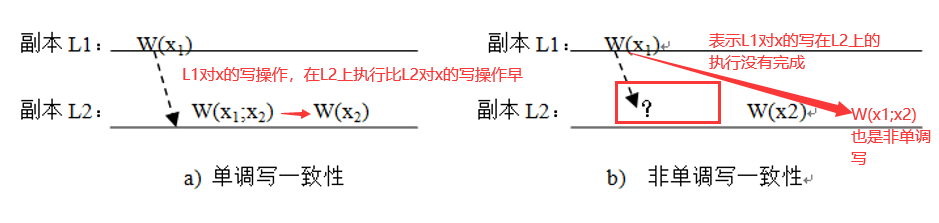 副本 L1： W(x₁)
L1对x的写操作，在L2上执行比L2对x的写操作早
副本 L2： W(x₁;x₂) W(x₂)
a) 单调写一致性
副本 L1： W(x₁)
表示L1对x的写在L2上的
执行没有完成
副本 L2： ? W(x2)
W(x1;x2)
也是非单调
写
b) 非单调写一致性